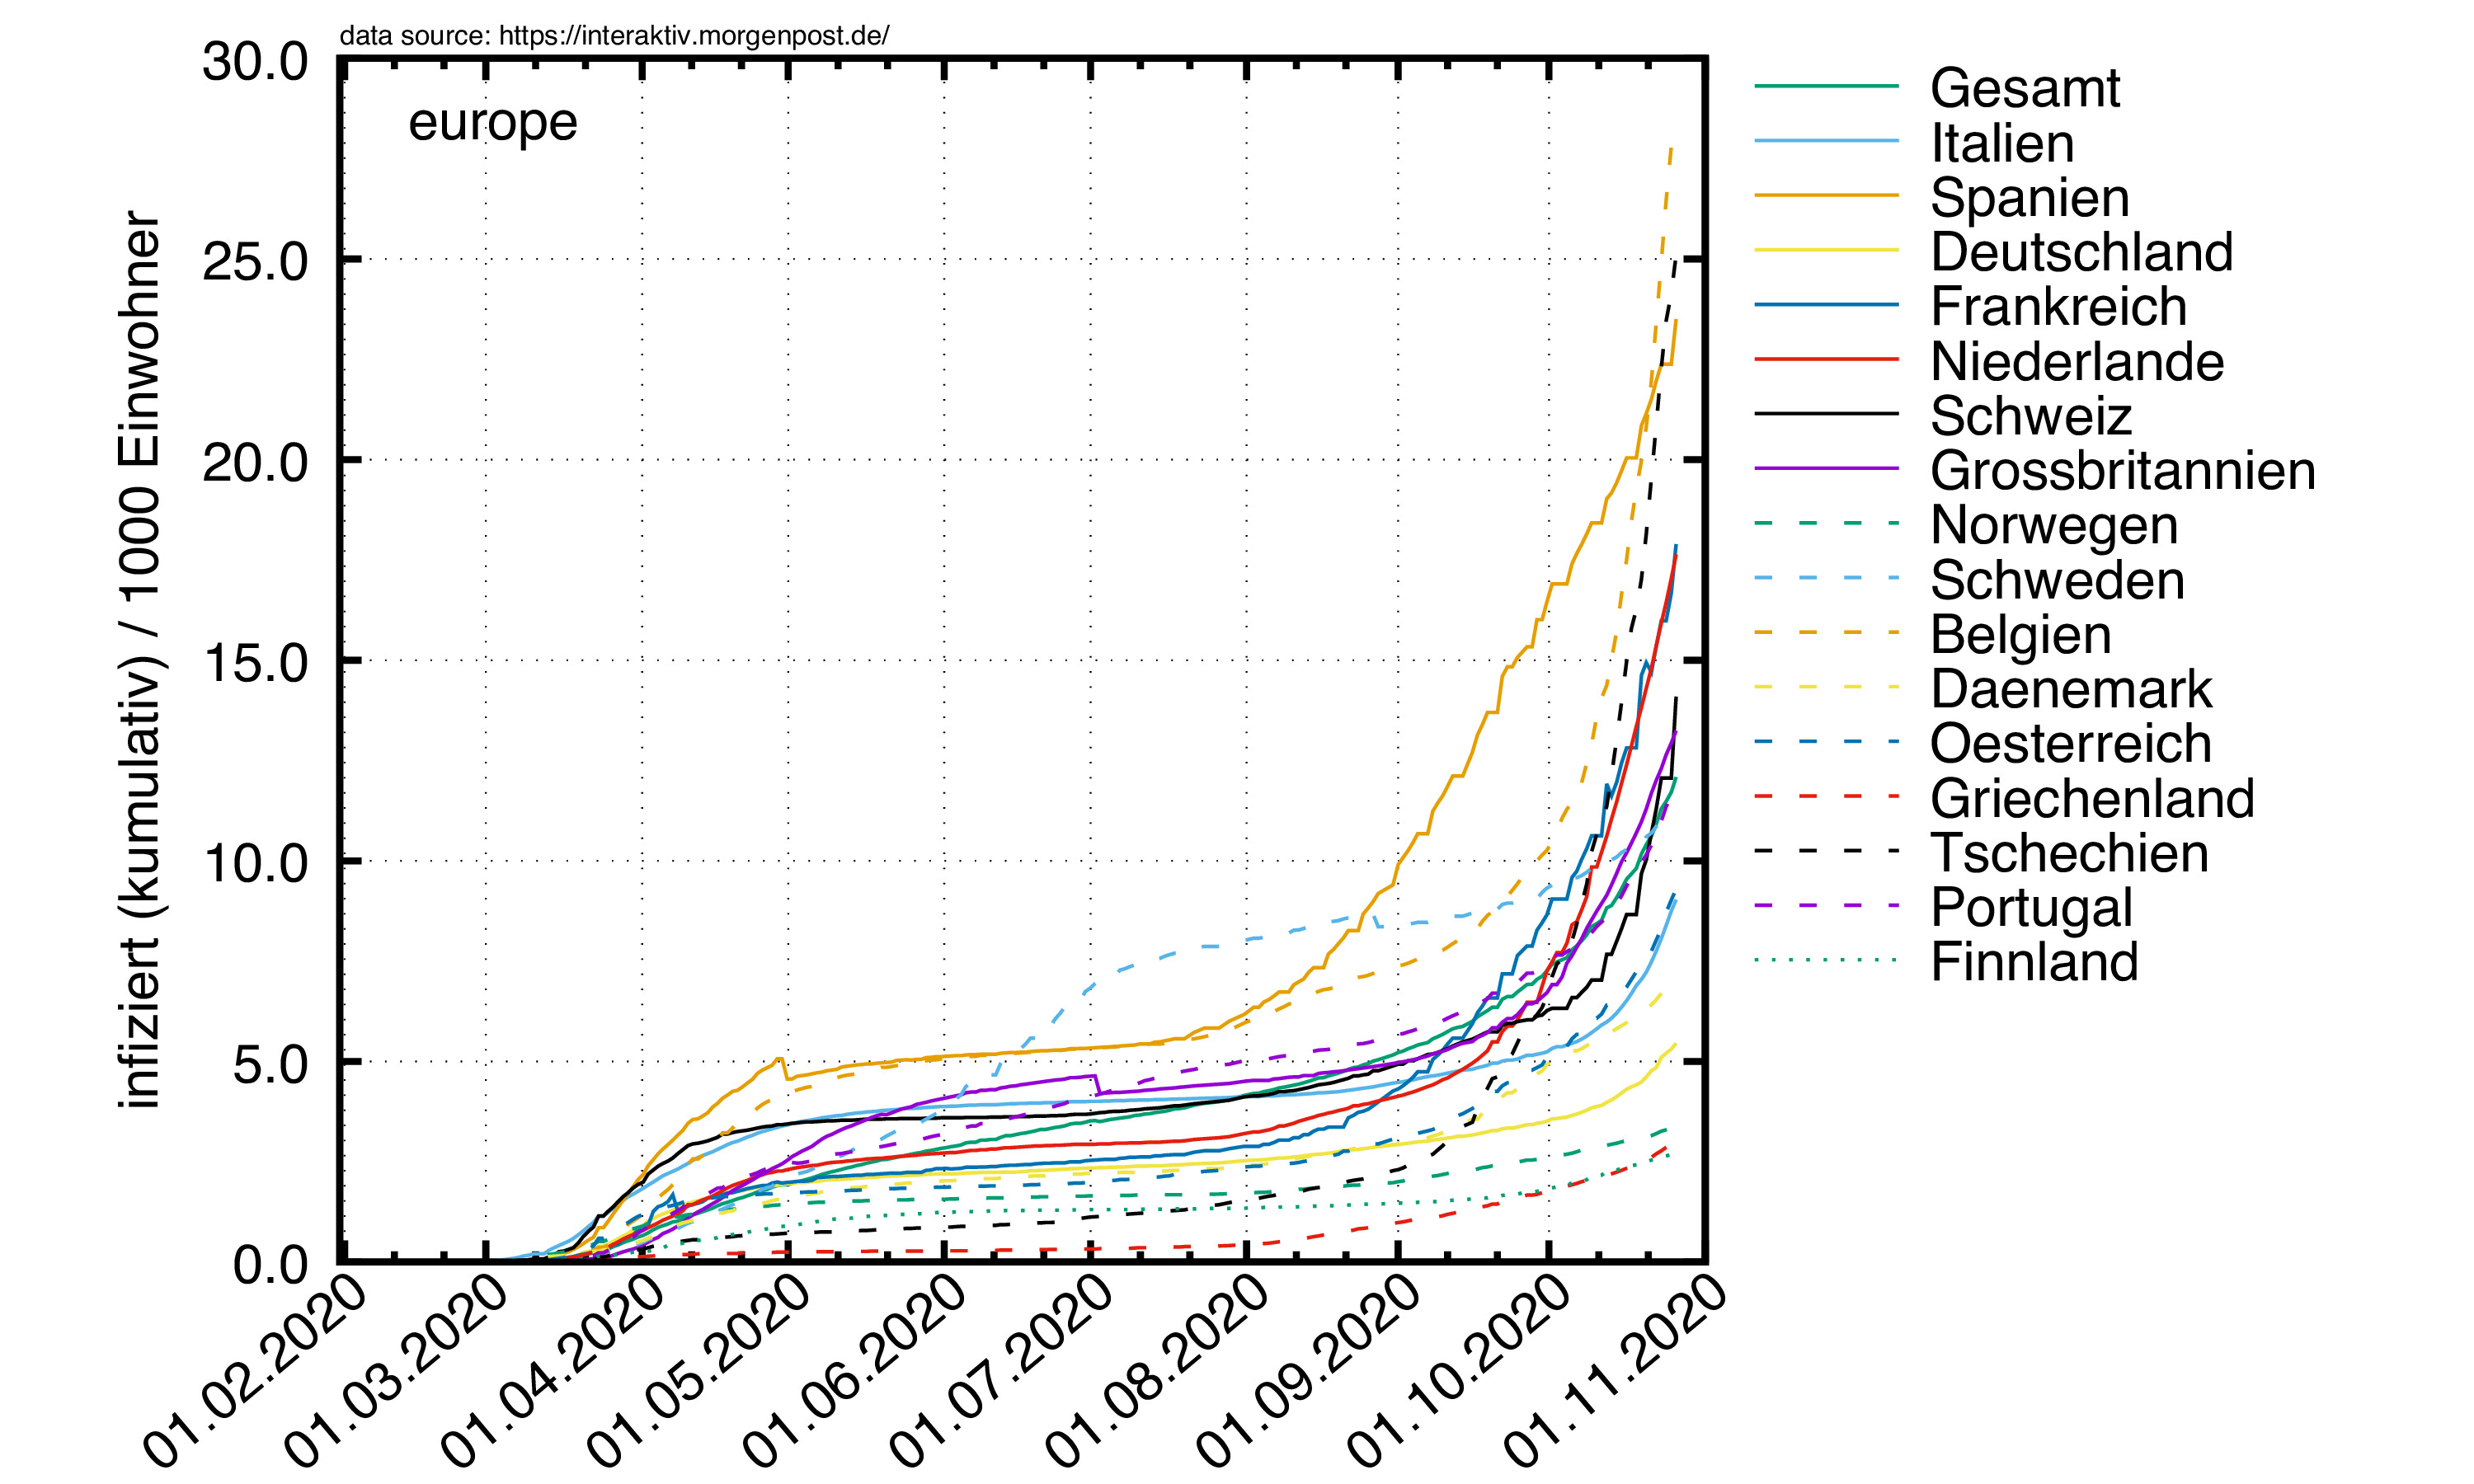 data source: https://interaktiv.morgenpost.de/
europe
infiziert (kumulativ) / 1000 Einwohner
30.0
25.0
20.0
15.0
10.0
5.0
0.0
01.02.2020
01.03.2020
01.04.2020
01.05.2020
01.06.2020
01.07.2020
01.08.2020
01.09.2020
01.10.2020
01.11.2020
Gesamt
Italien
Spanien
Deutschland
Frankreich
Niederlande
Schweiz
Grossbritannien
Norwegen
Schweden
Belgien
Daenemark
Oesterreich
Griechenland
Tschechien
Portugal
Finnland